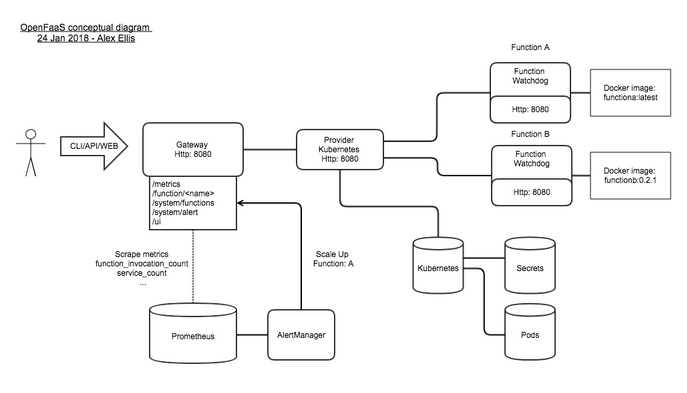 OpenFaaS conceptual diagram
24 Jan 2018 - Alex Ellis
Function A
Function
Watchdog
Http: 8080
Docker image:
functiona:latest
CLI/API/WEB
Gateway
Http: 8080
Provider
Kubernetes
Http: 8080
Function B
Function
Watchdog
Http: 8080
Docker image:
functionb:0.2.1
/metrics
/function/<name>
/system/functions
/system/alert
/ui
Scrape metrics
function_invocation_count
service_count
...
Scale Up
Function: A
Kubernetes
Secrets
Prometheus
AlertManager
Pods